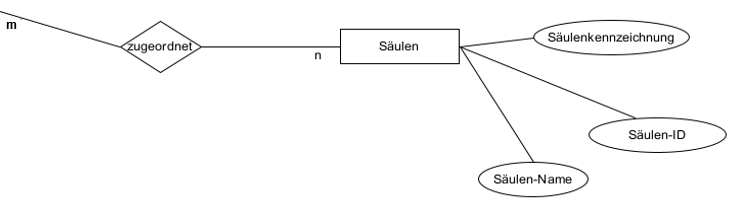 m
zugeordnet
n
Säulen
Säulenkennzeichnung
Säulen-ID
Säulen-Name